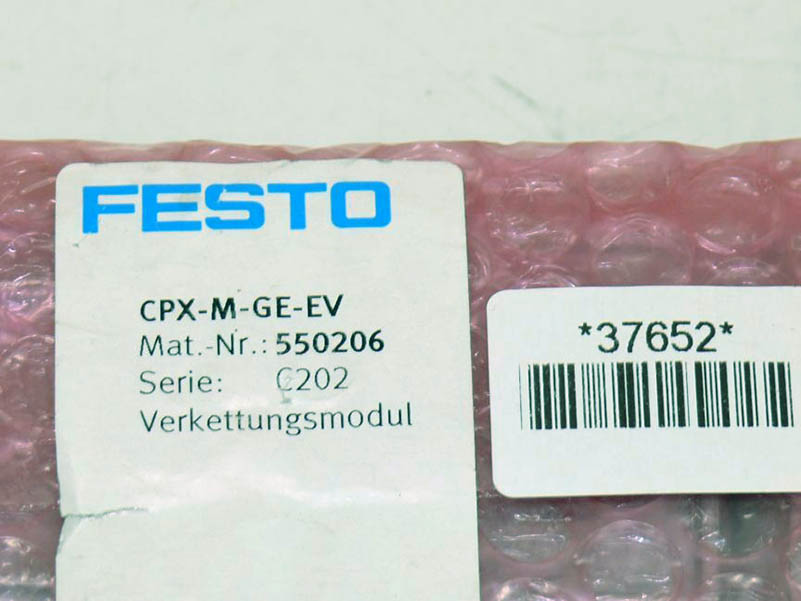 FESTO
CPX-M-GE-EV
Mat.-Nr.: 550206
Serie: C202
Verkettungsmodul
*37652*